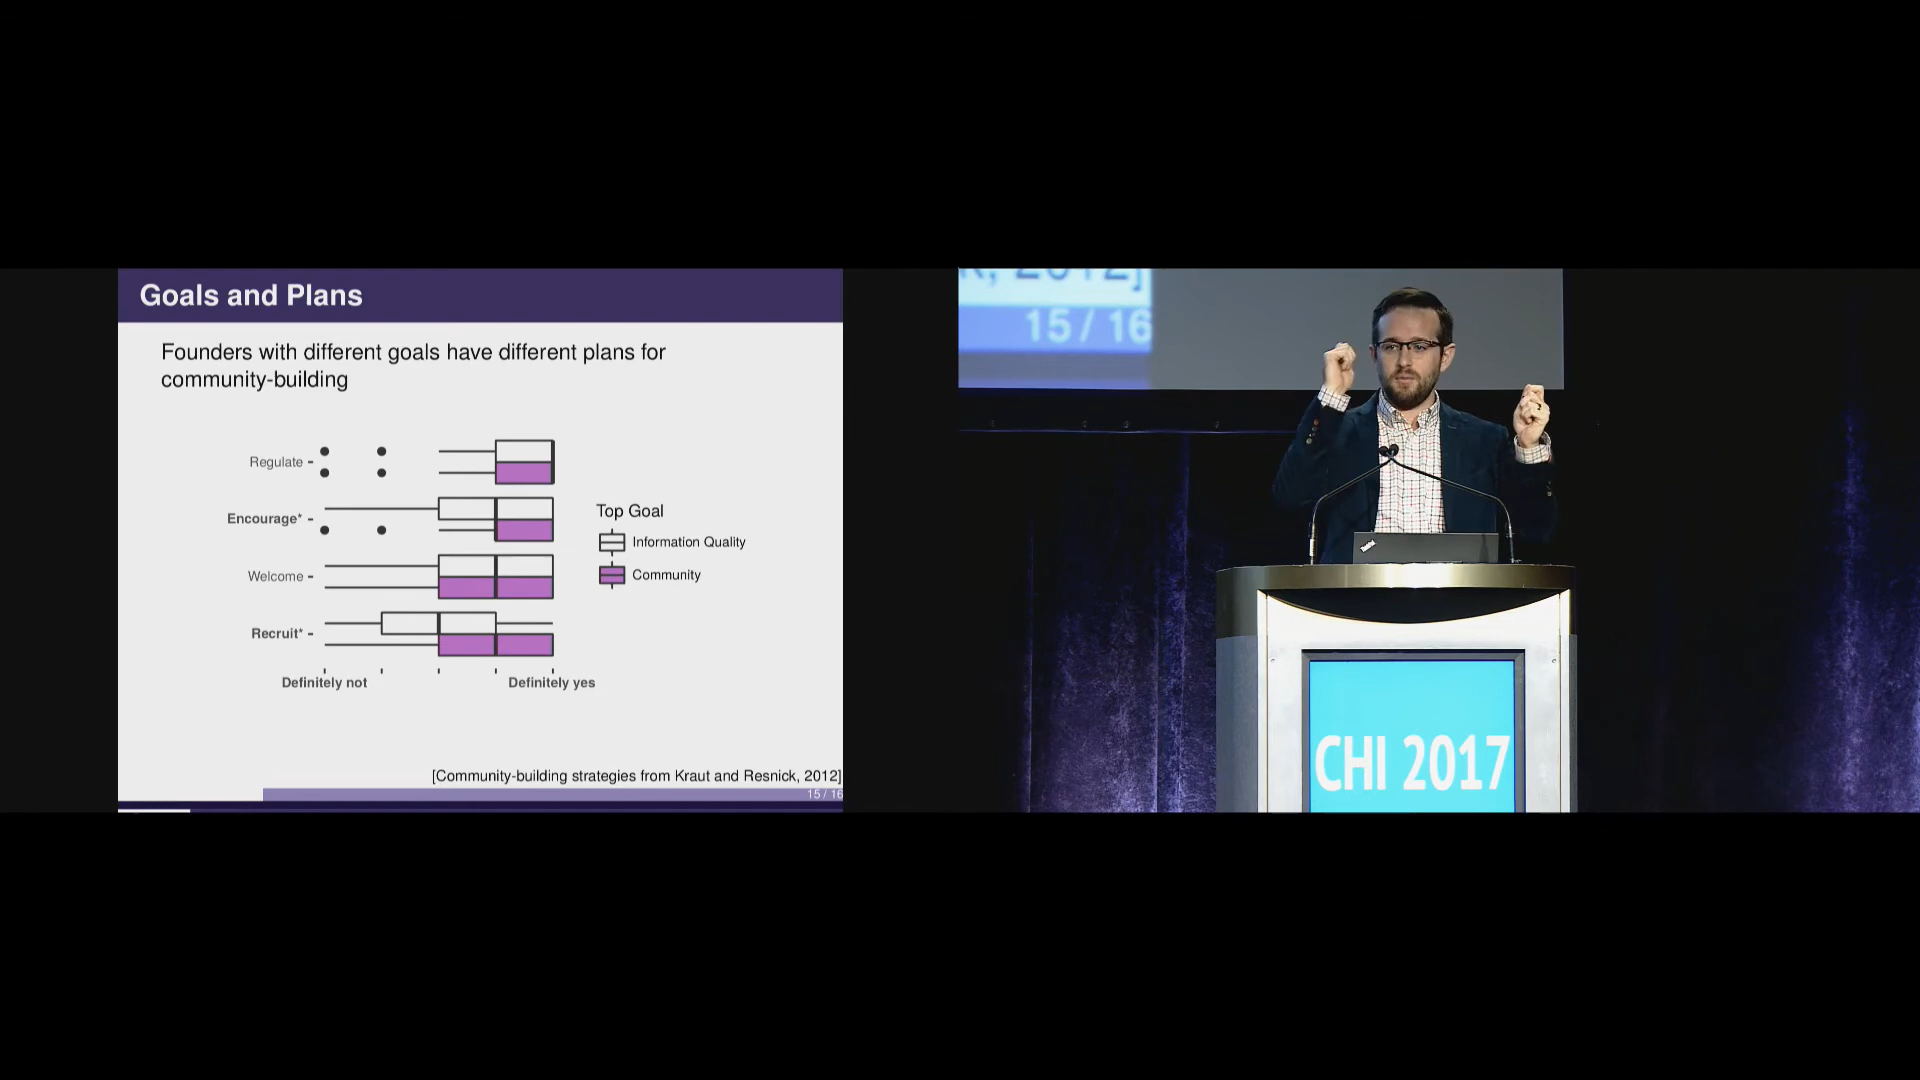 Goals and Plans
Founders with different goals have different plans for
community-building
Regulate
Encourage*
Welcome
Recruit*
Definitely not
Definitely yes
Top Goal
Information Quality
Community
[Community-building strategies from Kraut and Resnick, 2012]
15 / 16
2012]
15 / 16
CHI 2017